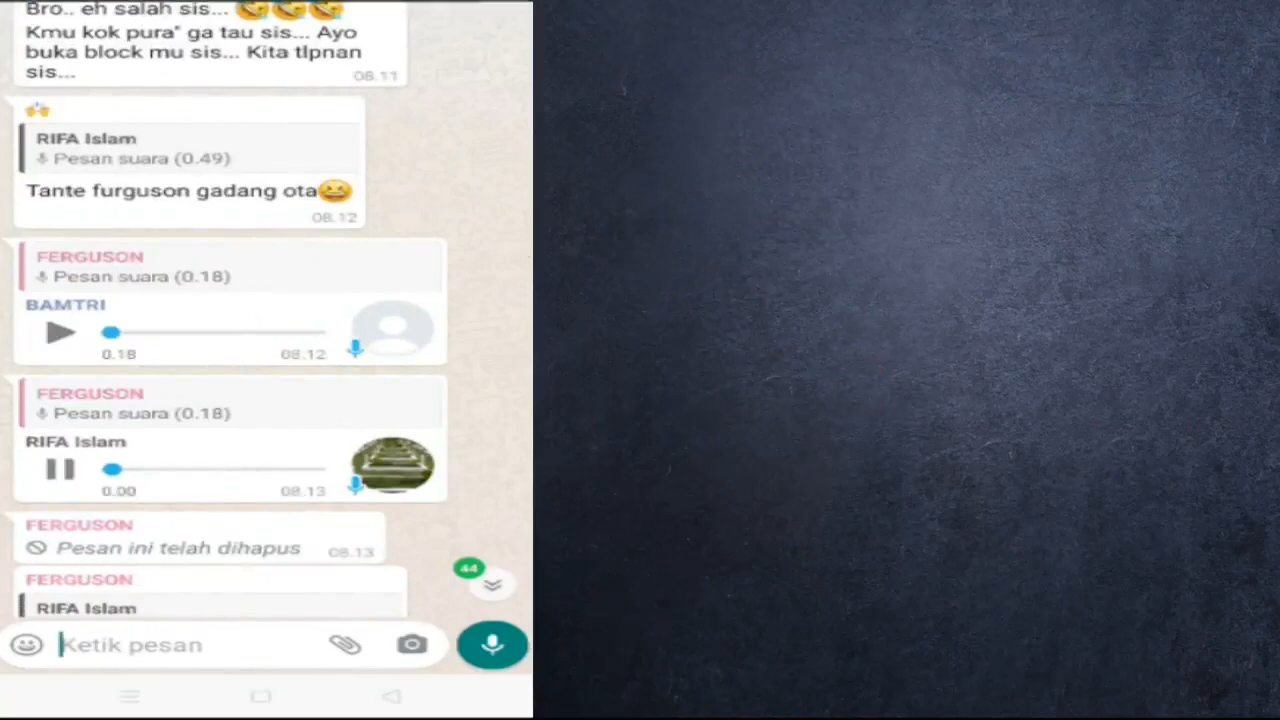 Bro.. eh salah sis... 🤣🤣🤣
Kmu kok pura" ga tau sis... Ayo
buka block mu sis... Kita tlpnan
sis...
08.11
🙌
RIFA Islam
Pesan suara (0.49)
Tante furguson gadang ota😆
08.12
FERGUSON
Pesan suara (0.18)
BAMTRI
0.18 08.12
FERGUSON
Pesan suara (0.18)
RIFA Islam
0.00 08.13
FERGUSON
Pesan ini telah dihapus 08.13
44
FERGUSON
RIFA Islam
Ketik pesan